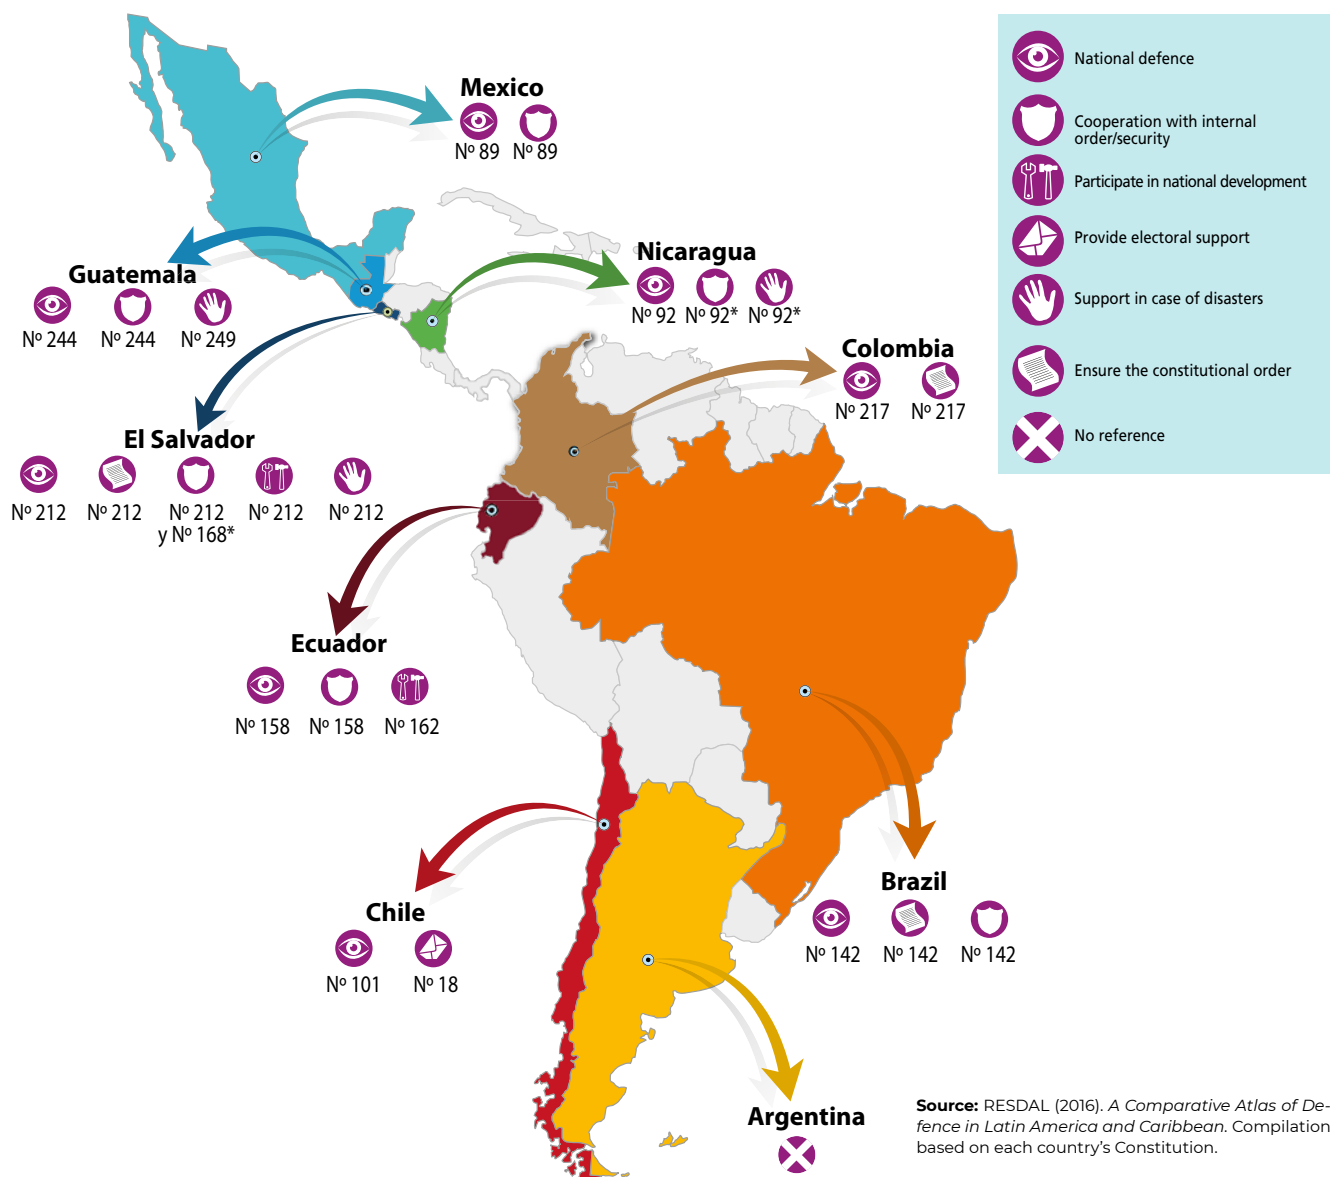 Mexico
Nº 89 Nº 89
Guatemala
Nº 244 Nº 244 Nº 249
Nicaragua
Nº 92 Nº 92* Nº 92*
Colombia
Nº 217 Nº 217
El Salvador
Nº 212 Nº 212 Nº 212 Nº 212 Nº 212
y Nº 168*
Ecuador
Nº 158 Nº 158 Nº 162
Chile
Nº 101 Nº 18
Brazil
Nº 142 Nº 142 Nº 142
Argentina
National defence
Cooperation with internal
order/security
Participate in national development
Provide electoral support
Support in case of disasters
Ensure the constitutional order
No reference
Source: RESDAL (2016). A Comparative Atlas of De-
fence in Latin America and Caribbean. Compilation
based on each country’s Constitution.